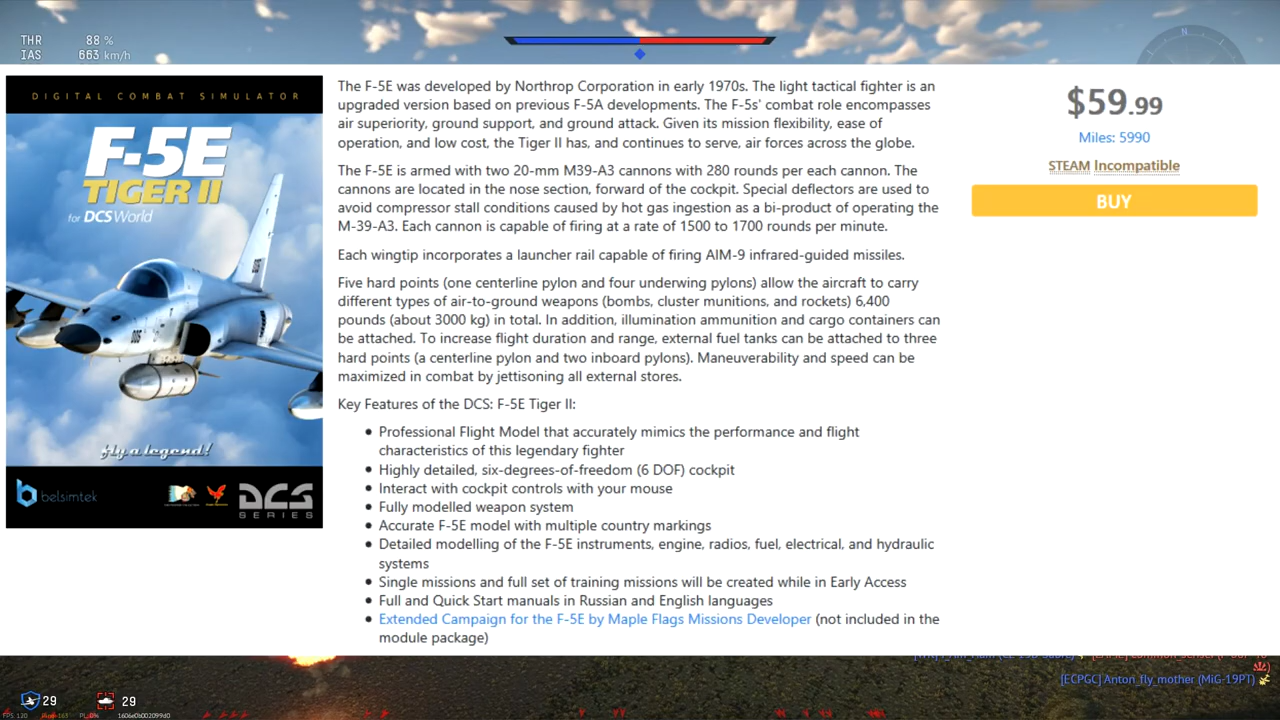 THR 88 %
IAS 663 km/h
N
DIGITAL COMBAT SIMULATOR
F-5E
TIGER II
for DCS World
fly a legend!
belsimtek
DCS
SERIES
The F-5E was developed by Northrop Corporation in early 1970s. The light tactical fighter is an
upgraded version based on previous F-5A developments. The F-5s' combat role encompasses
air superiority, ground support, and ground attack. Given its mission flexibility, ease of
operation, and low cost, the Tiger II has, and continues to serve, air forces across the globe.
The F-5E is armed with two 20-mm M39-A3 cannons with 280 rounds per each cannon. The
cannons are located in the nose section, forward of the cockpit. Special deflectors are used to
avoid compressor stall conditions caused by hot gas ingestion as a bi-product of operating the
M-39-A3. Each cannon is capable of firing at a rate of 1500 to 1700 rounds per minute.
Each wingtip incorporates a launcher rail capable of firing AIM-9 infrared-guided missiles.
Five hard points (one centerline pylon and four underwing pylons) allow the aircraft to carry
different types of air-to-ground weapons (bombs, cluster munitions, and rockets) 6,400
pounds (about 3000 kg) in total. In addition, illumination ammunition and cargo containers can
be attached. To increase flight duration and range, external fuel tanks can be attached to three
hard points (a centerline pylon and two inboard pylons). Maneuverability and speed can be
maximized in combat by jettisoning all external stores.
Key Features of the DCS: F-5E Tiger II:
• Professional Flight Model that accurately mimics the performance and flight
characteristics of this legendary fighter
• Highly detailed, six-degrees-of-freedom (6 DOF) cockpit
• Interact with cockpit controls with your mouse
• Fully modelled weapon system
• Accurate F-5E model with multiple country markings
• Detailed modelling of the F-5E instruments, engine, radios, fuel, electrical, and hydraulic
systems
• Single missions and full set of training missions will be created while in Early Access
• Full and Quick Start manuals in Russian and English languages
• Extended Campaign for the F-5E by Maple Flags Missions Developer (not included in the
module package)
$59.99
Miles: 5990
STEAM Incompatible
BUY
[ECPGC] Anton_fly_mother (MiG-19PT)
29 29
FPS: 120